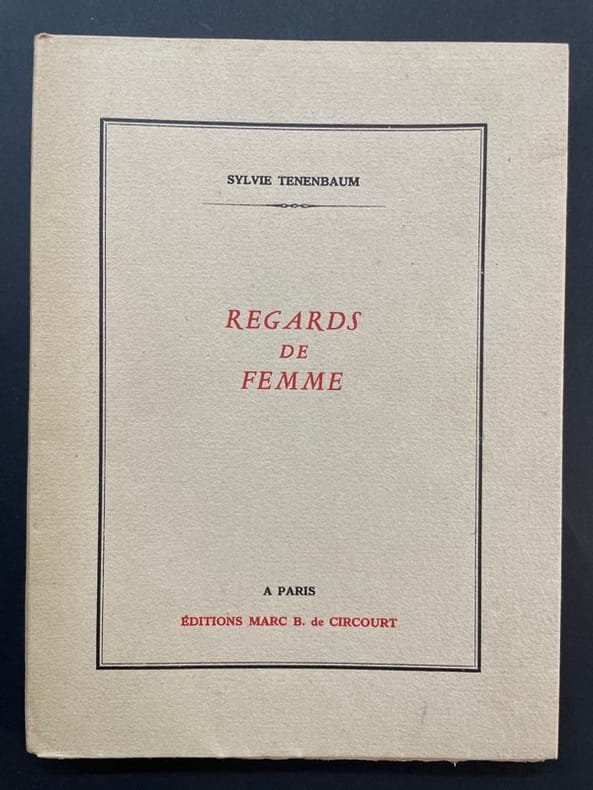 SYLVIE TENENBAUM
REGARDS
DE
FEMME
A PARIS
ÉDITIONS MARC B. de CIRCOURT